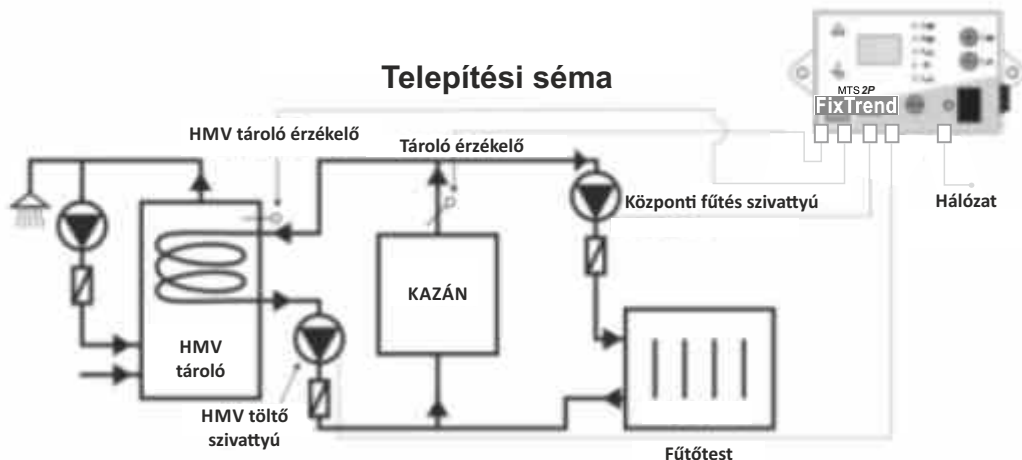 Telepítési séma
MTS 2P
FixTrend
HMV tároló érzékelő
Tároló érzékelő
Központi fűtés szivattyú
Hálózat
KAZÁN
HMV
tároló
HMV töltő
szivattyú
Fűtőtest